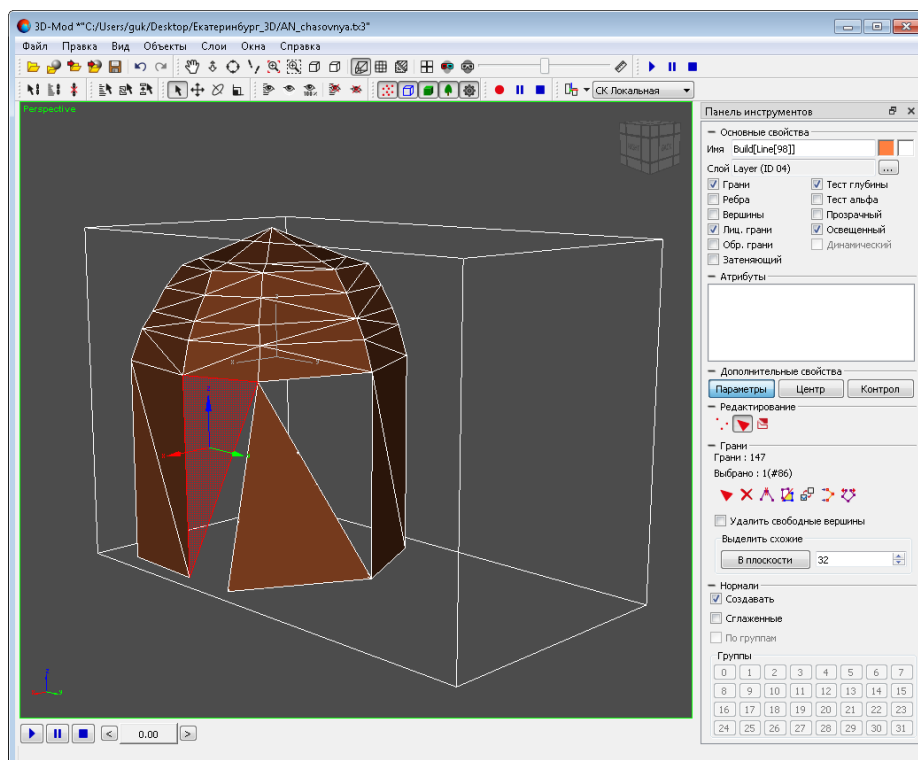 3D-Mod *"C:/Users/guk/Desktop/Екатеринбург_3D/AN_chasovnya.tx3"
Файл Правка Вид Объекты Слои Окна Справка
100%
СК Локальная
Perspective
Панель инструментов
Основные свойства
Имя Build[Line[98]]
Слой Layer (ID 04) ...
Грани Тест глубины
Ребра Тест альфа
Вершины Прозрачный
Лиц. грани Освещенный
Обр. грани Динамический
Затеняющий
Атрибуты
Дополнительные свойства
Параметры Центр Контрол
Редактирование
Грани
Грани : 147
Выбрано : 1(#86)
Удалить свободные вершины
Выделить схожие
В плоскости 32
Нормали
Создавать
Сглаженные
По группам
Группы
0 1 2 3 4 5 6 7
8 9 10 11 12 13 14 15
16 17 18 19 20 21 22 23
24 25 26 27 28 29 30 31
< 0.00 >